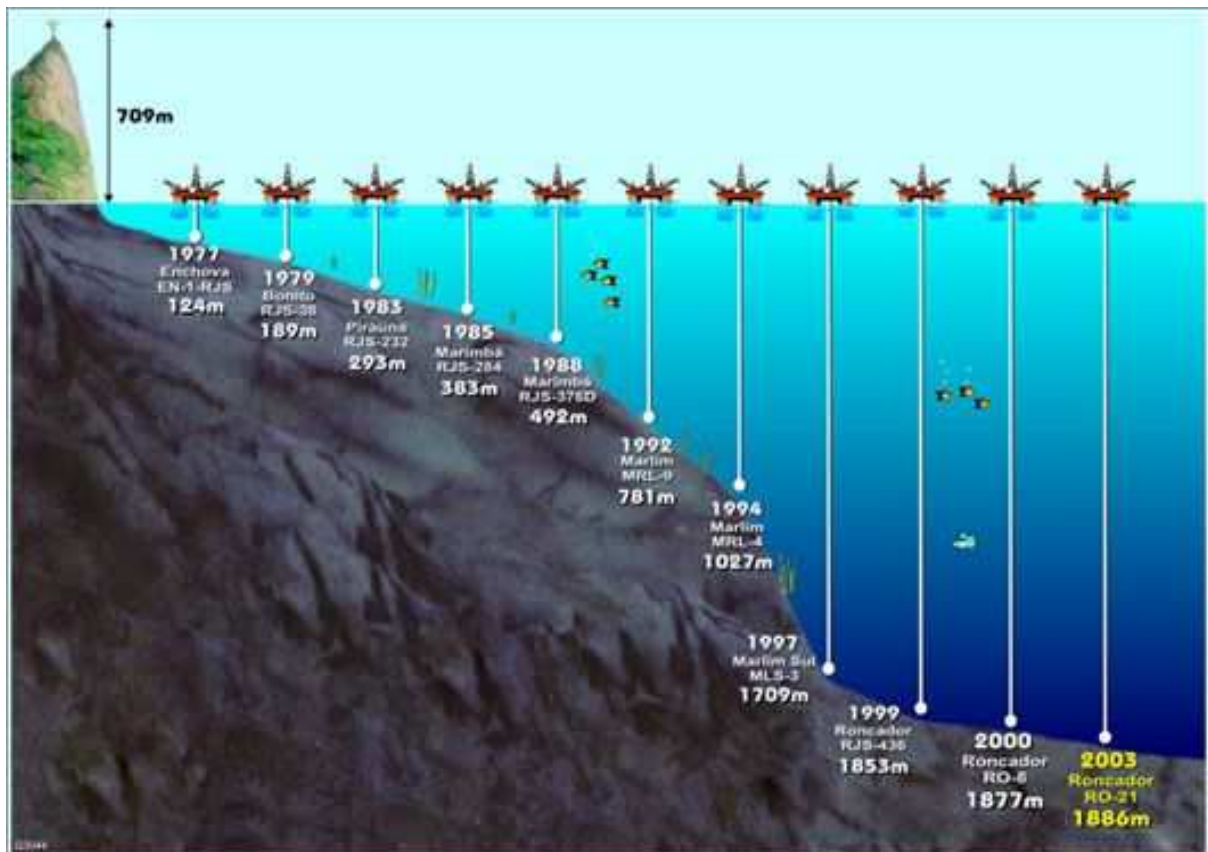 709m
1977
Enchova
EN-1-RJS
124m
1979
Bonito
RJS-38
189m
1983
Piraúna
RJS-232
293m
1985
Marimbá
RJS-284
383m
1988
Marimbá
RJS-376D
492m
1992
Marlim
MRL-9
781m
1994
Marlim
MRL-4
1027m
1997
Marlim Sul
MLS-3
1709m
1999
Roncador
RJS-436
1853m
2000
Roncador
RO-8
1877m
2003
Roncador
RO-21
1886m